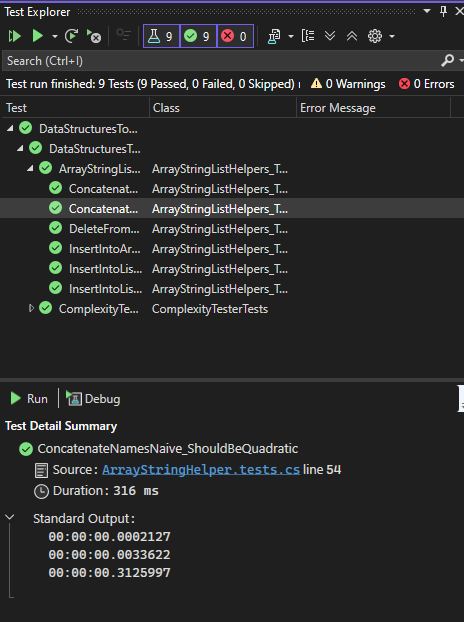 Test Explorer
9 9 0
Search (Ctrl+I)
Test run finished: 9 Tests (9 Passed, 0 Failed, 0 Skipped) 0 Warnings 0 Errors
Test Class Error Message
DataStructuresTo...
DataStructuresT...
ArrayStringLis... ArrayStringListHelpers_T...
Concatenat... ArrayStringListHelpers_T...
Concatenat... ArrayStringListHelpers_T...
DeleteFrom... ArrayStringListHelpers_T...
InsertIntoAr... ArrayStringListHelpers_T...
InsertIntoLis... ArrayStringListHelpers_T...
InsertIntoLis... ArrayStringListHelpers_T...
ComplexityTe... ComplexityTesterTests
Run Debug
Test Detail Summary
ConcatenateNamesNaive_ShouldBeQuadratic
Source: ArrayStringHelper.tests.cs line 54
Duration: 316 ms
Standard Output:
00:00:00.0002127
00:00:00.0033622
00:00:00.3125997